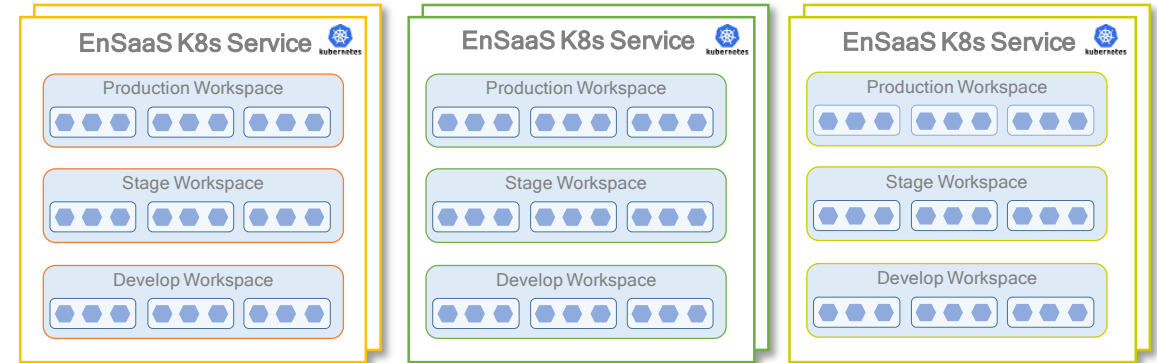 EnSaaS K8s Service
kubernetes
Production Workspace
Stage Workspace
Develop Workspace
EnSaaS K8s Service
kubernetes
Production Workspace
Stage Workspace
Develop Workspace
EnSaaS K8s Service
kubernetes
Production Workspace
Stage Workspace
Develop Workspace